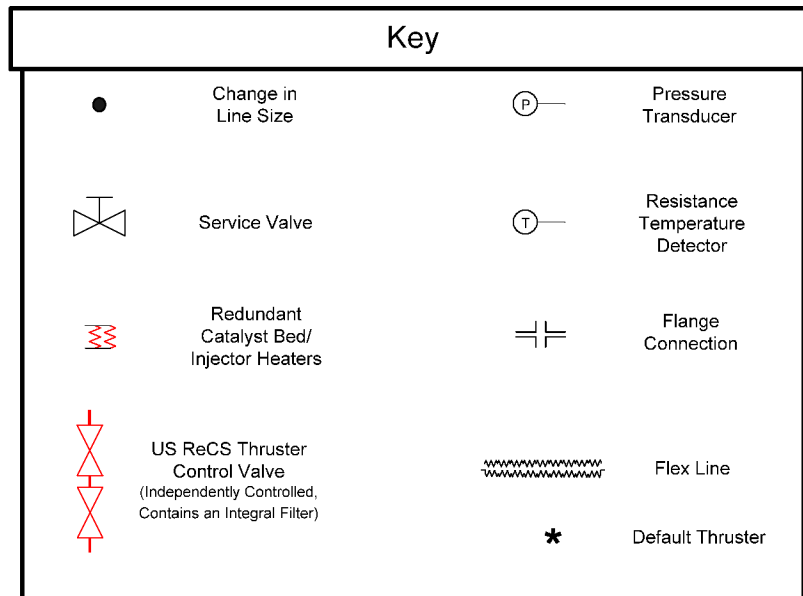 Key
Change in
Line Size
P
Pressure
Transducer
Service Valve
T
Resistance
Temperature
Detector
Redundant
Catalyst Bed/
Injector Heaters
Flange
Connection
US ReCS Thruster
Control Valve
(Independently Controlled,
Contains an Integral Filter)
Flex Line
*
Default Thruster